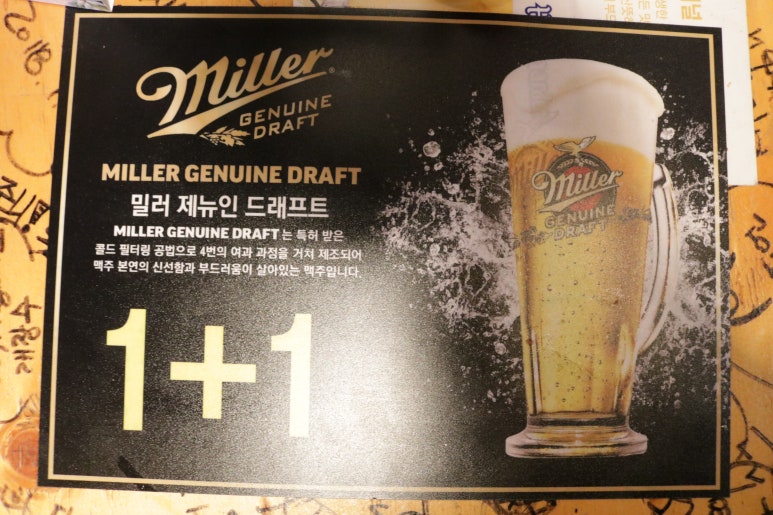 Miller
GENUINE
DRAFT
MILLER GENUINE DRAFT
밀러 제뉴인 드래프트
MILLER GENUINE DRAFT는 특허 받은
콜드 필터링 공법으로 4번의 여과 과정을 거쳐 제조되어
맥주 본연의 신선함과 부드러움이 살아있는 맥주입니다.
1+1
Miller
GENUINE
DRAFT
2018.